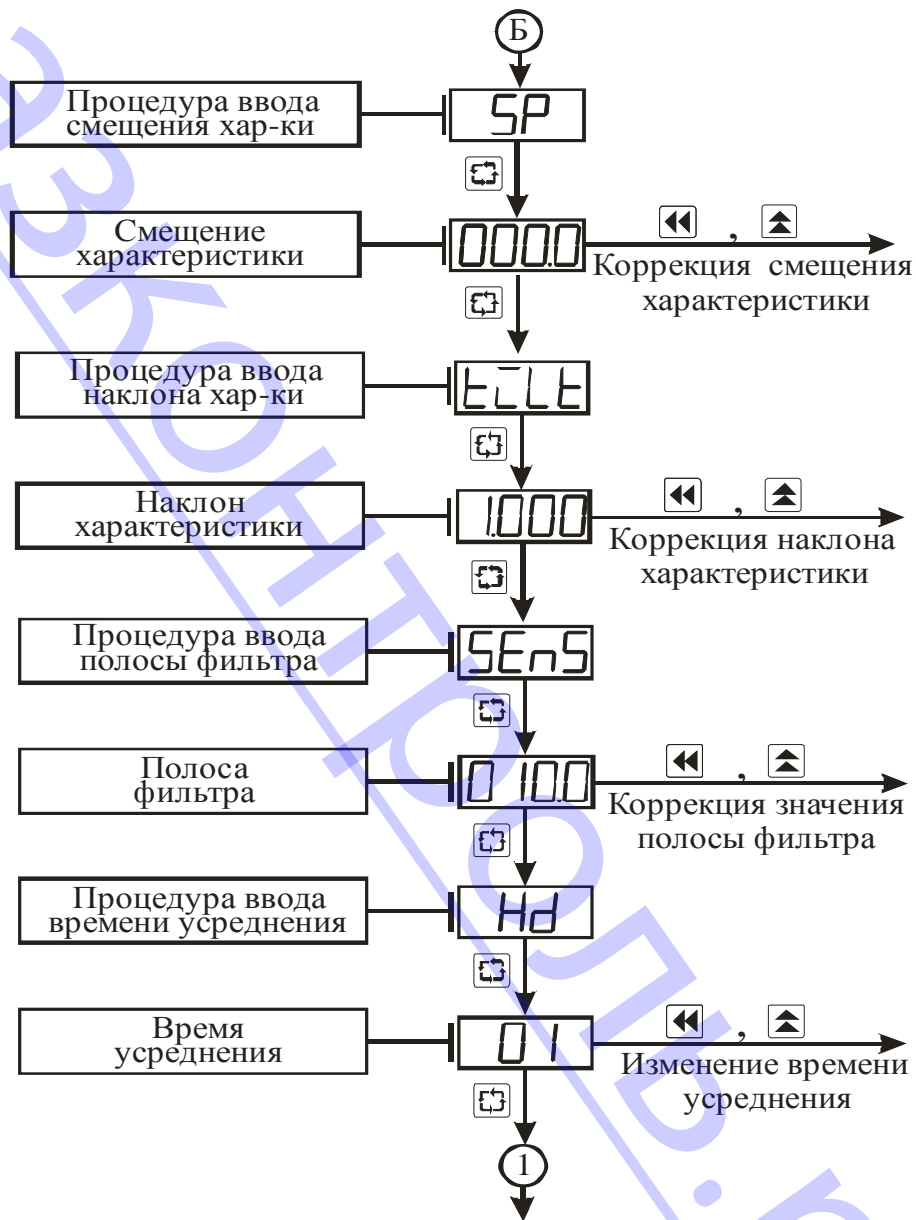 Б
Процедура ввода
смещения хар-ки
SP
Смещение
характеристики
000.0
,
Коррекция смещения
характеристики
Процедура ввода
наклона хар-ки
tiLt
Наклон
характеристики
1.000
,
Коррекция наклона
характеристики
Процедура ввода
полосы фильтра
SEnS
Полоса
фильтра
010.0
,
Коррекция значения
полосы фильтра
Процедура ввода
времени усреднения
Hd
Время
усреднения
01
,
Изменение времени
усреднения
1
азконтроль.р